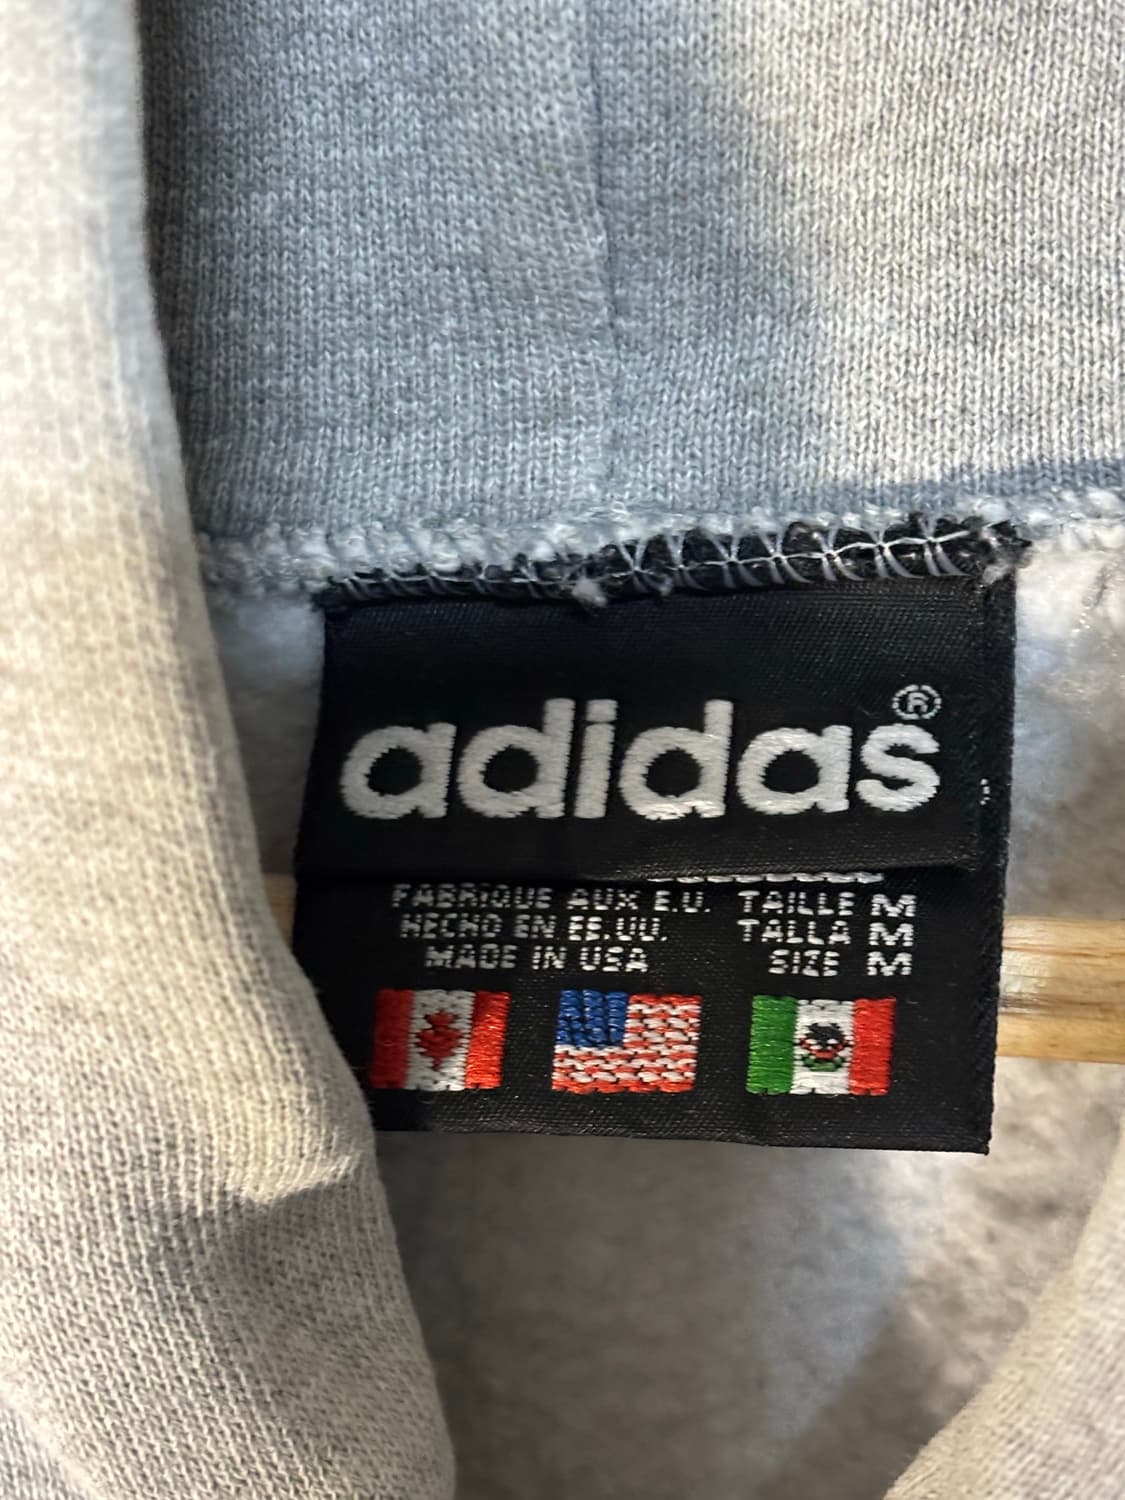 adidas®
FABRIQUE AUX E.U. TAILLE M
HECHO EN EE.UU. TALLA M
MADE IN USA SIZE M